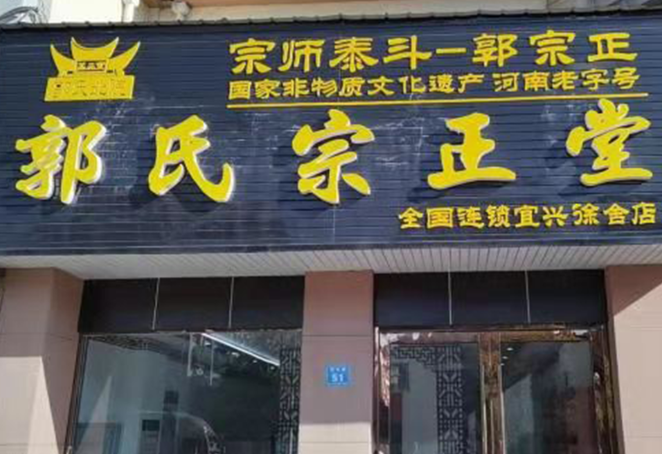 宗师泰斗—郭宗正
国家非物质文化遗产 河南老字号
郭氏宗正堂
全国连锁宜兴徐舍店
51